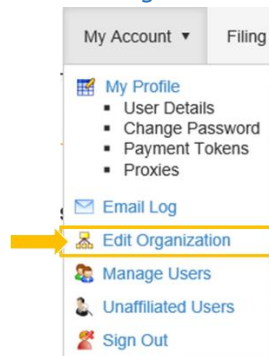 My Account ▼ Filing
My Profile
▪ User Details
▪ Change Password
▪ Payment Tokens
▪ Proxies
Email Log
Edit Organization
Manage Users
Unaffiliated Users
Sign Out